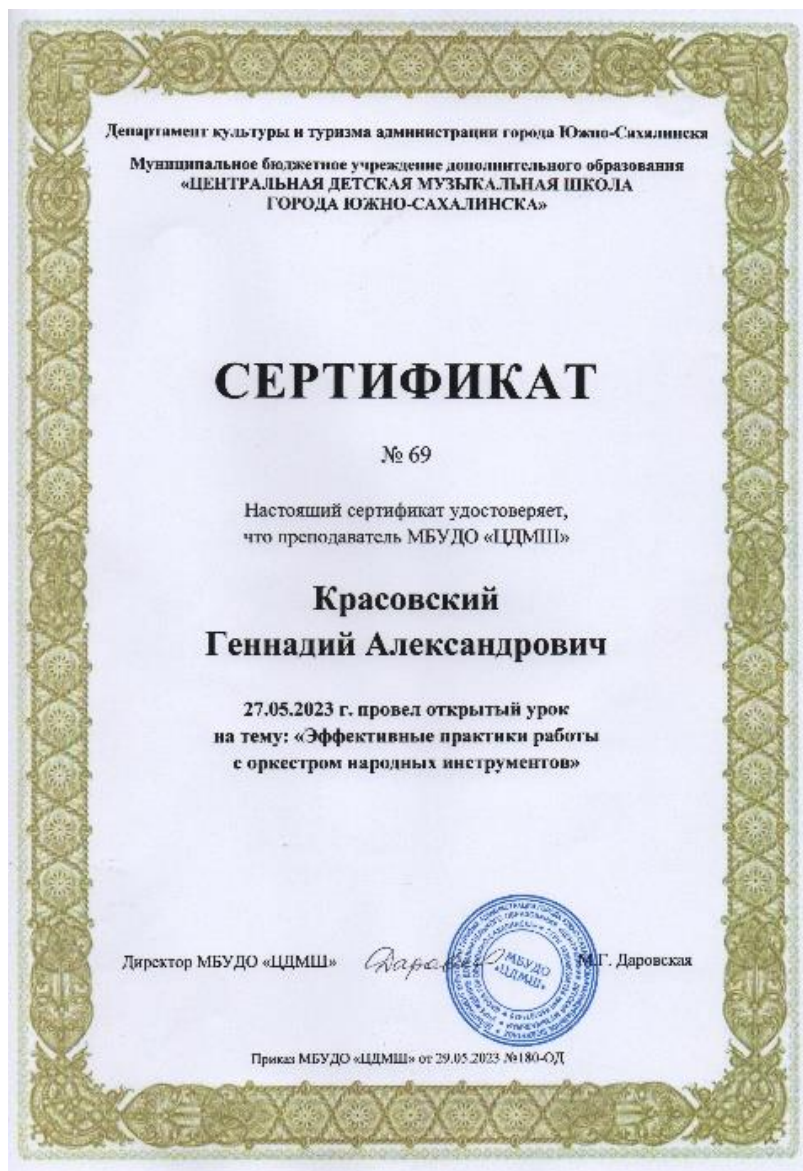 Департамент культуры и туризма администрации города Южно-Сахалинска
Муниципальное бюджетное учреждение дополнительного образования
«ЦЕНТРАЛЬНАЯ ДЕТСКАЯ МУЗЫКАЛЬНАЯ ШКОЛА
ГОРОДА ЮЖНО-САХАЛИНСКА»
СЕРТИФИКАТ
№ 69
Настоящий сертификат удостоверяет,
что преподаватель МБУДО «ЦДМШ»
Красовский
Геннадий Александрович
27.05.2023 г. провел открытый урок
на тему: «Эффективные практики работы
с оркестром народных инструментов»
Директор МБУДО «ЦДМШ» М.Г. Даровская
МБУДО
«ЦДМШ»
Приказ МБУДО «ЦДМШ» от 29.05.2023 №180-ОД